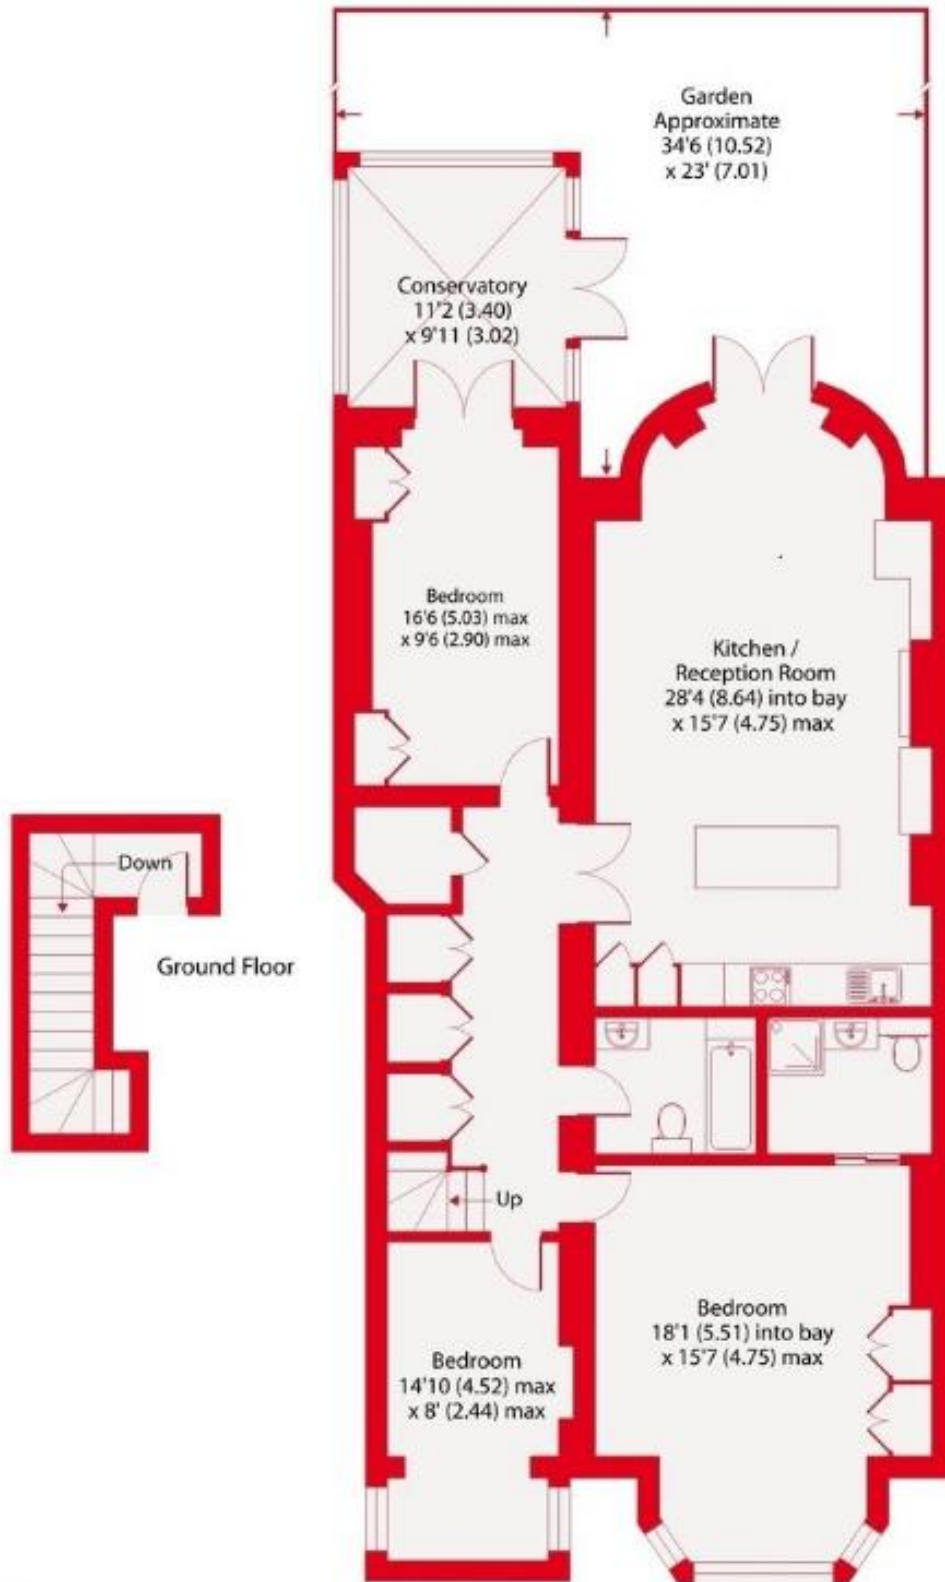 Garden
Approximate
34'6 (10.52)
x 23' (7.01)
Conservatory
11'2 (3.40)
x 9'11 (3.02)
Bedroom
16'6 (5.03) max
x 9'6 (2.90) max
Kitchen /
Reception Room
28'4 (8.64) into bay
x 15'7 (4.75) max
Down
Ground Floor
Up
Bedroom
14'10 (4.52) max
x 8' (2.44) max
Bedroom
18'1 (5.51) into bay
x 15'7 (4.75) max